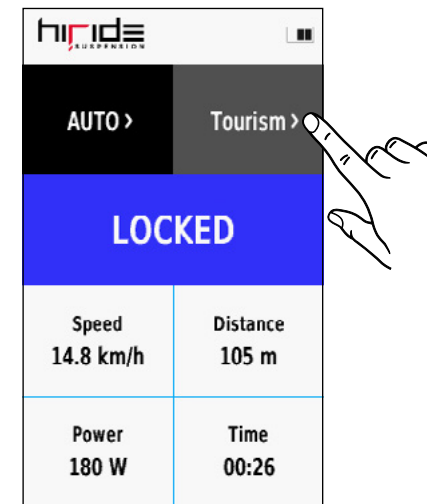 hiride
SUSPENSION
AUTO > Tourism >
LOCKED
Speed Distance
14.8 km/h 105 m
Power Time
180 W 00:26